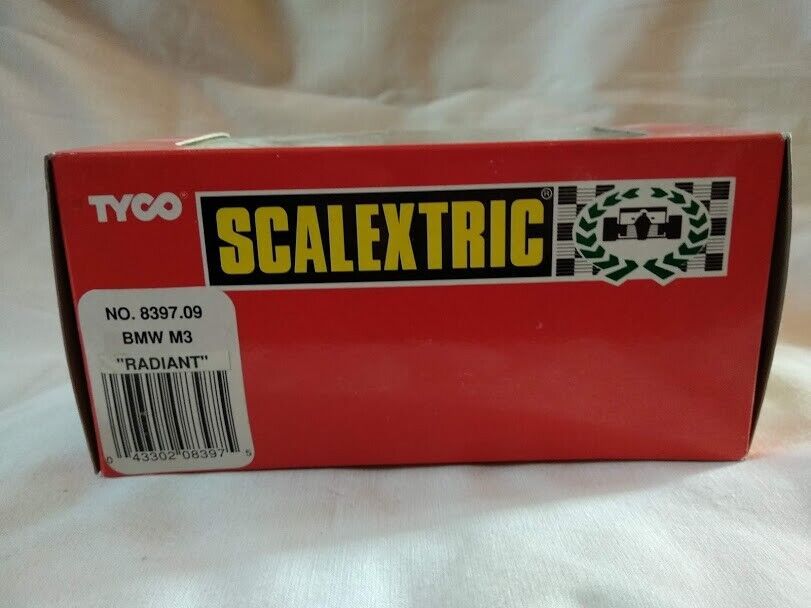 TYCO®
SCALEXTRIC®
NO. 8397.09
BMW M3
"RADIANT"
0 43302 08397 5